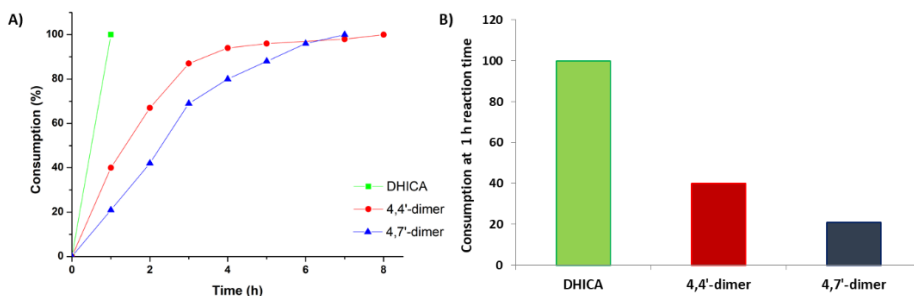 A)
Consumption (%)
100
80
60
40
20
0
0
2
4
6
8
Time (h)
DHICA
4,4'-dimer
4,7'-dimer
B)
Consumption at 1 h reaction time
120
100
80
60
40
20
0
DHICA
4,4'-dimer
4,7'-dimer